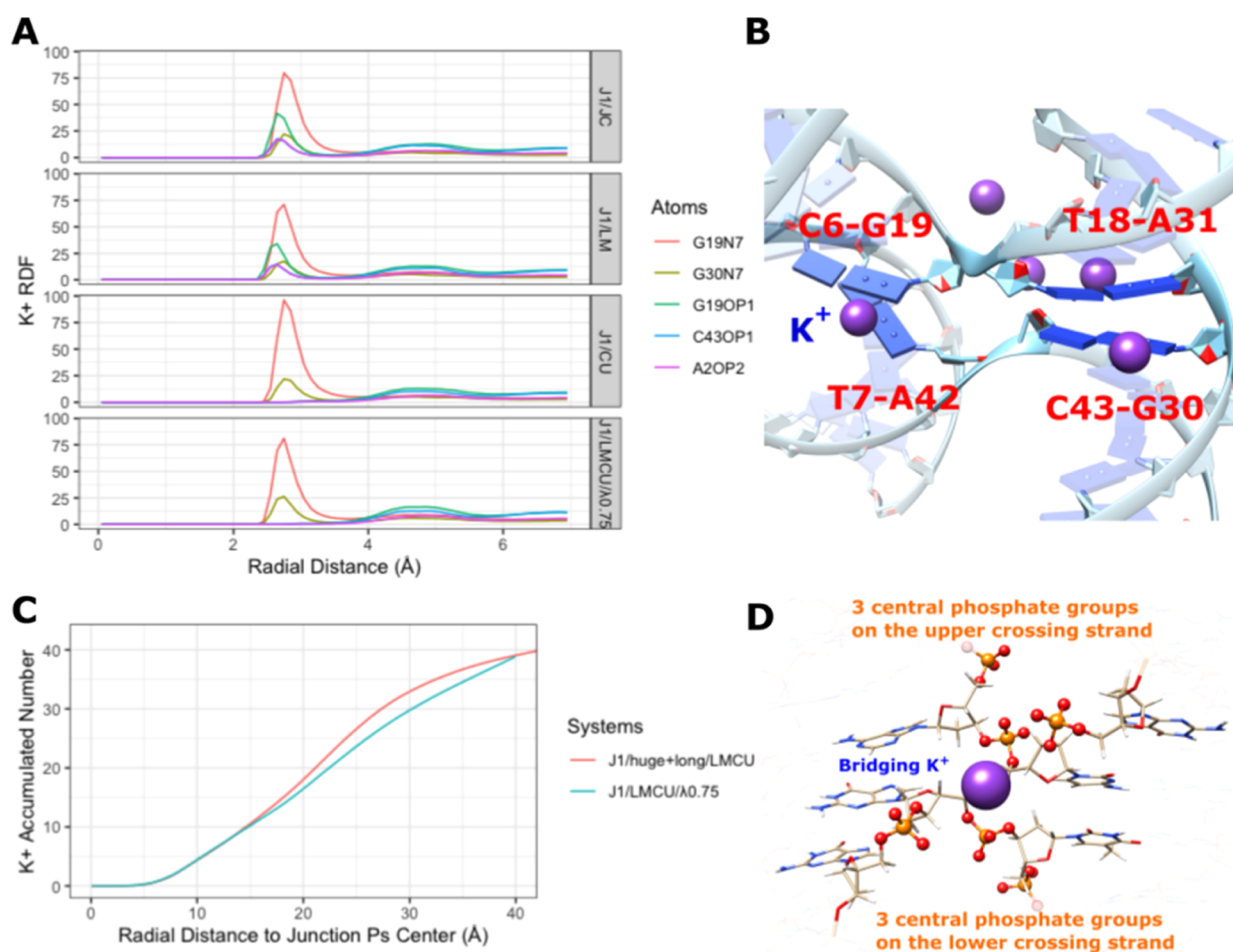 A
K+ RDF
100
75
50
25
0
J1/JC
100
75
50
25
0
J1/LM
100
75
50
25
0
J1/CU
100
75
50
25
0
J1/LMCU/λ0.75
0
2
4
6
Radial Distance (Å)
Atoms
G19N7
G30N7
G19OP1
C43OP1
A2OP2
B
C6-G19
T18-A31
K+
T7-A42
C43-G30
C
K+ Accumulated Number
40
30
20
10
0
0
10
20
30
40
Radial Distance to Junction Ps Center (Å)
Systems
J1/huge+long/LMCU
J1/LMCU/λ0.75
D
3 central phosphate groups
on the upper crossing strand
Bridging K+
3 central phosphate groups
on the lower crossing strand